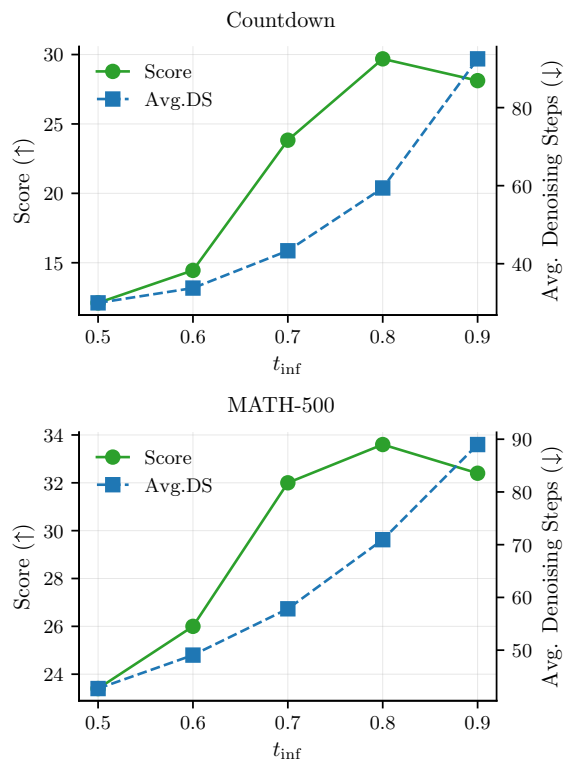 Countdown
30
25
20
15
Score (↑)
Score
Avg.DS
80
60
40
Avg. Denoising Steps (↓)
0.5 0.6 0.7 0.8 0.9
t_inf
MATH-500
34
32
30
28
26
24
Score (↑)
Score
Avg.DS
90
80
70
60
50
Avg. Denoising Steps (↓)
0.5 0.6 0.7 0.8 0.9
t_inf